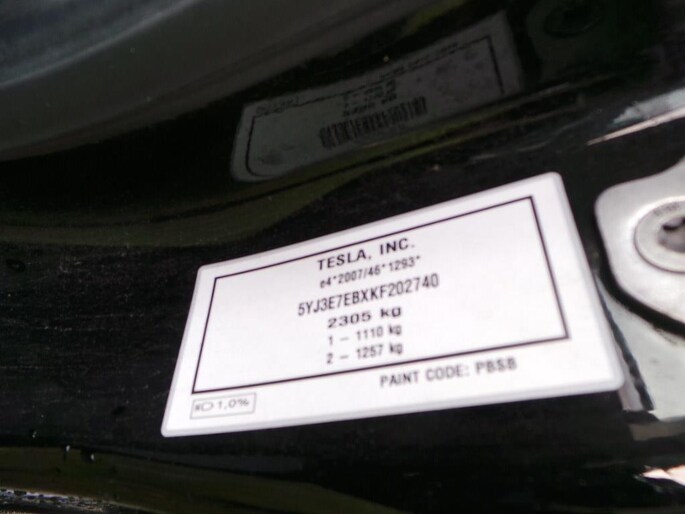 TESLA, INC.
e4*2007/46*1293*
5YJ3E7EBXKF202740
2305 kg
1 - 1110 kg
2 - 1257 kg
PAINT CODE: PBSB
1,0%